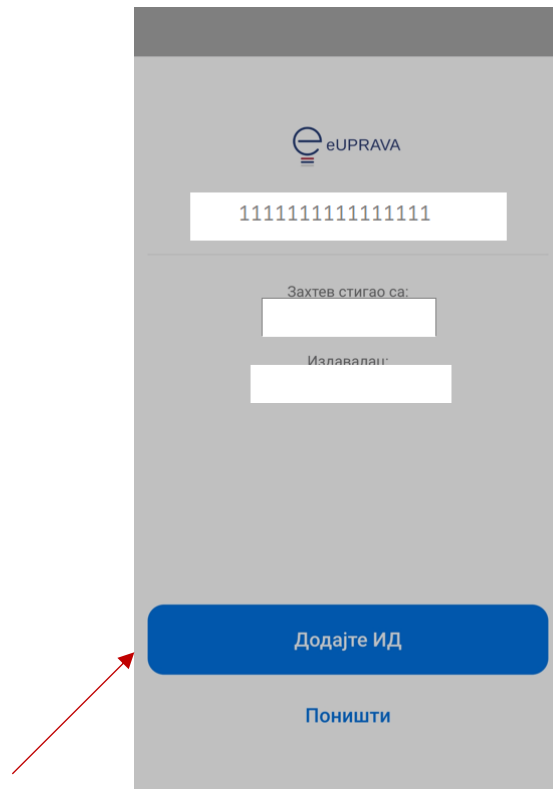 eUPRAVA
1111111111111111
Захтев стигао са:
Издавалац:
Додајте ИД
Поништи